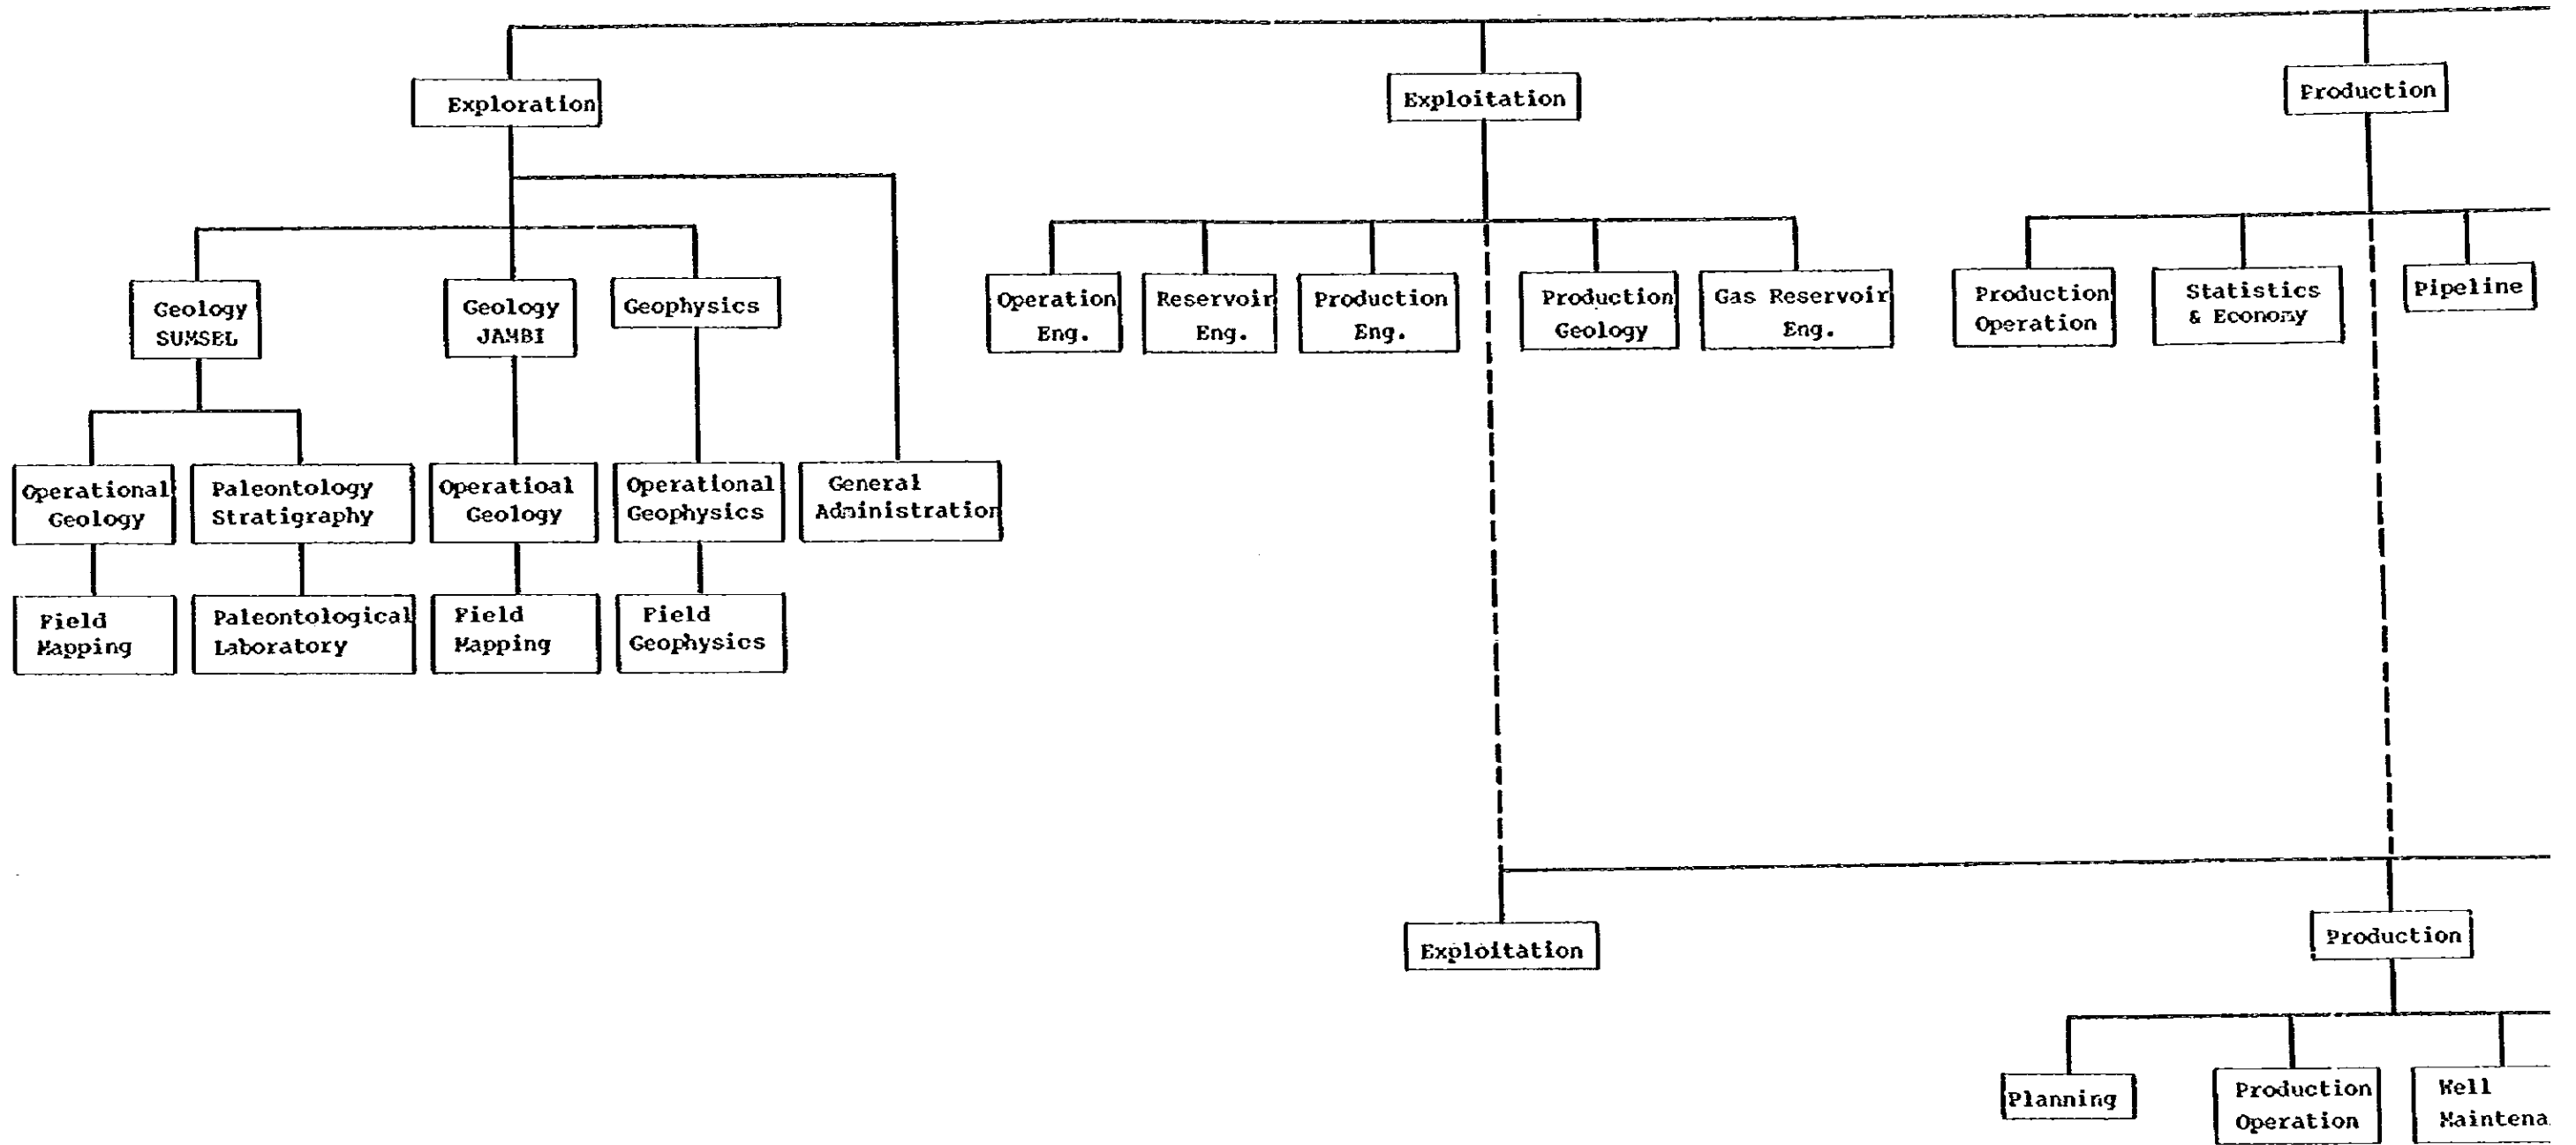 Exploration
Exploitation
Production
Geology
SUMSEL
Geology
JAMBI
Geophysics
Operation
Eng.
Reservoir
Eng.
Production
Eng.
Production
Geology
Gas Reservoir
Eng.
Production
Operation
Statistics
& Economy
Pipeline
Operational
Geology
Paleontology
Stratigraphy
Operatioal
Geology
Operational
Geophysics
General
Administration
Field
Mapping
Paleontological
Laboratory
Field
Mapping
Field
Geophysics
Exploitation
Production
Planning
Production
Operation
Well
Maintena